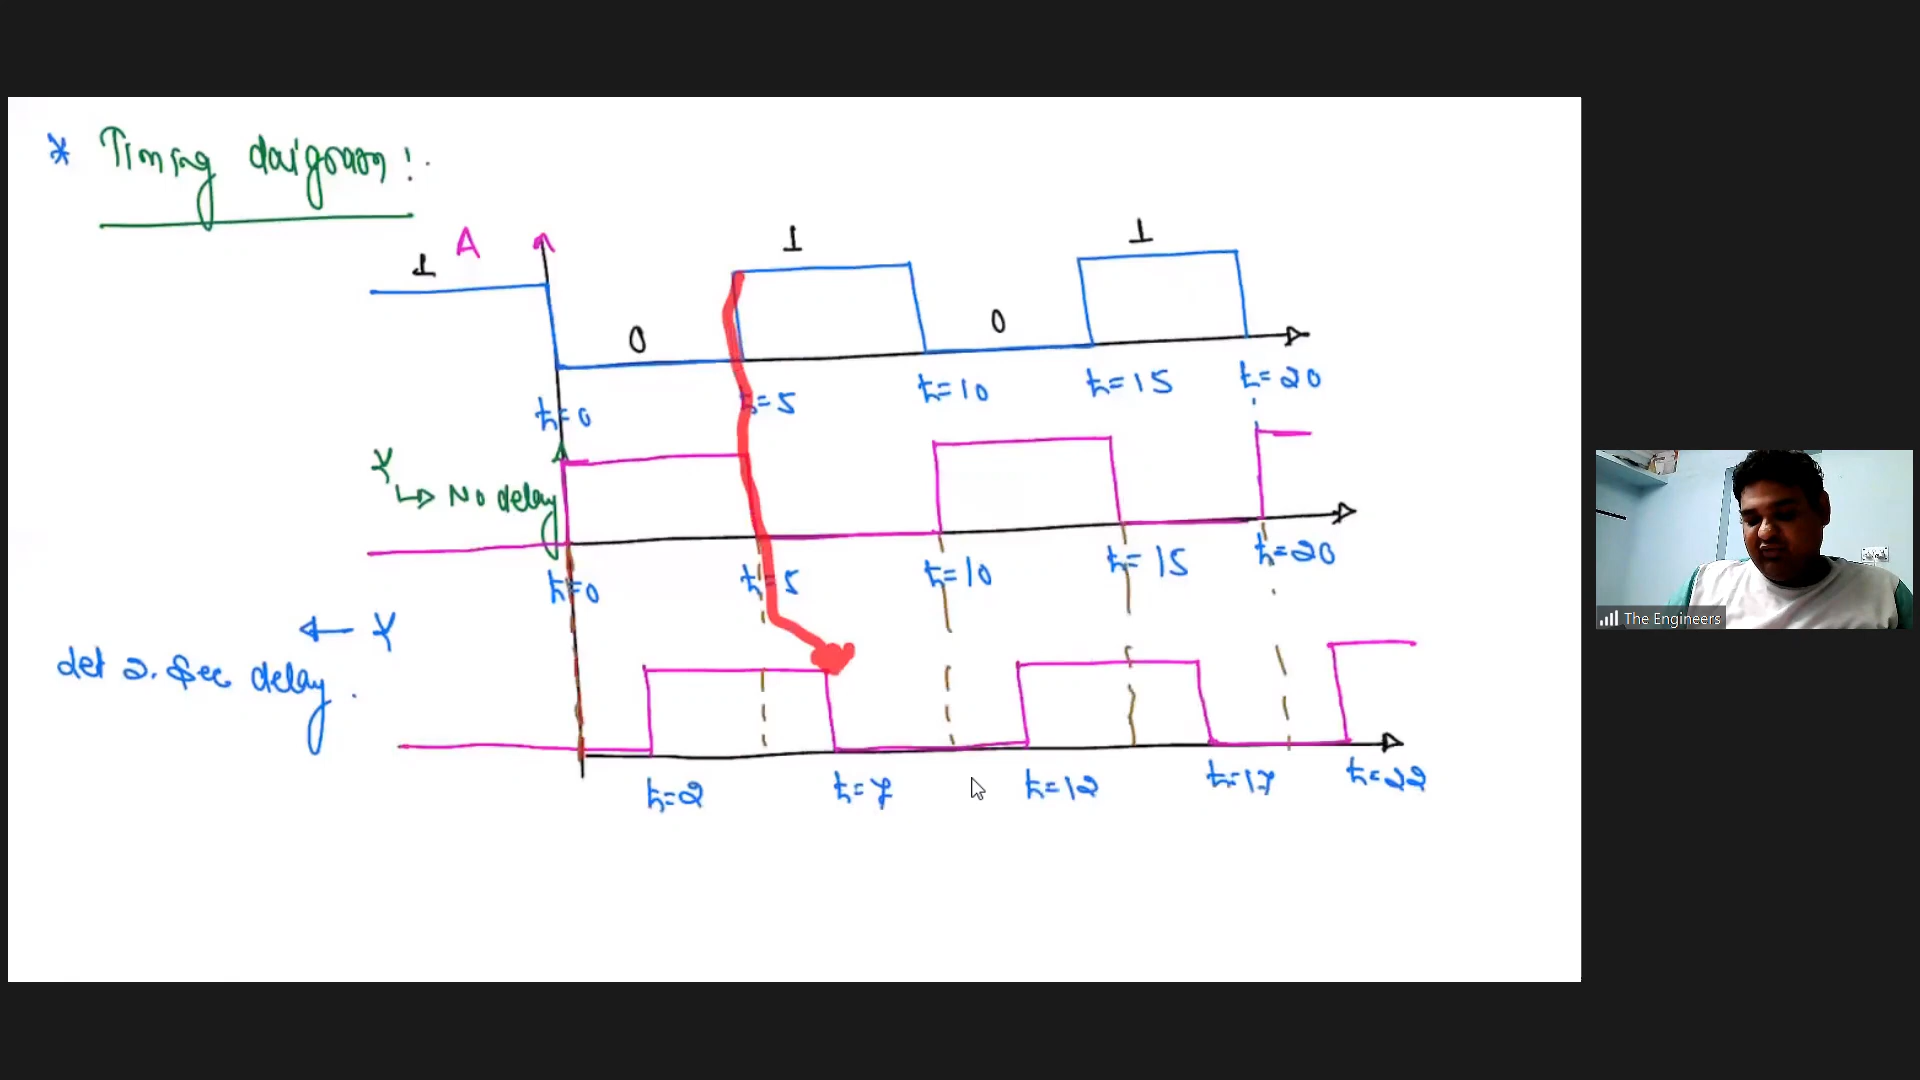 * Timing daigram :-
A
1
1
1
0
0
t=0
t=5
t=10
t=15
t=20
Y
↳ No delay
t=0
t=5
t=10
t=15
t=20
← Y
let 2. Sec delay.
t=2
t=7
t=12
t=17
t=22
The Engineers